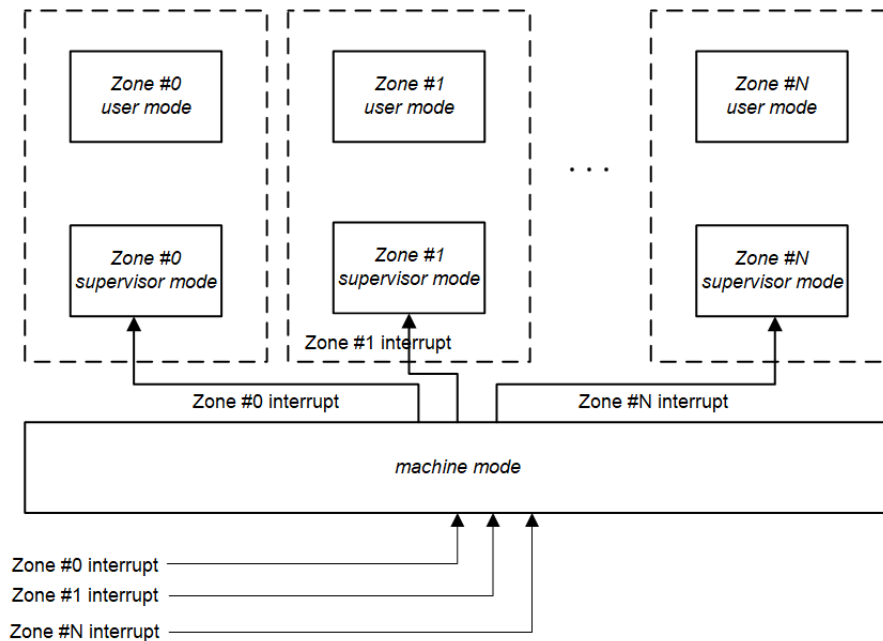 Zone #0
user mode
Zone #1
user mode
Zone #N
user mode
. . .
Zone #0
supervisor mode
Zone #1
supervisor mode
Zone #N
supervisor mode
Zone #1 interrupt
Zone #0 interrupt
Zone #N interrupt
machine mode
Zone #0 interrupt
Zone #1 interrupt
Zone #N interrupt